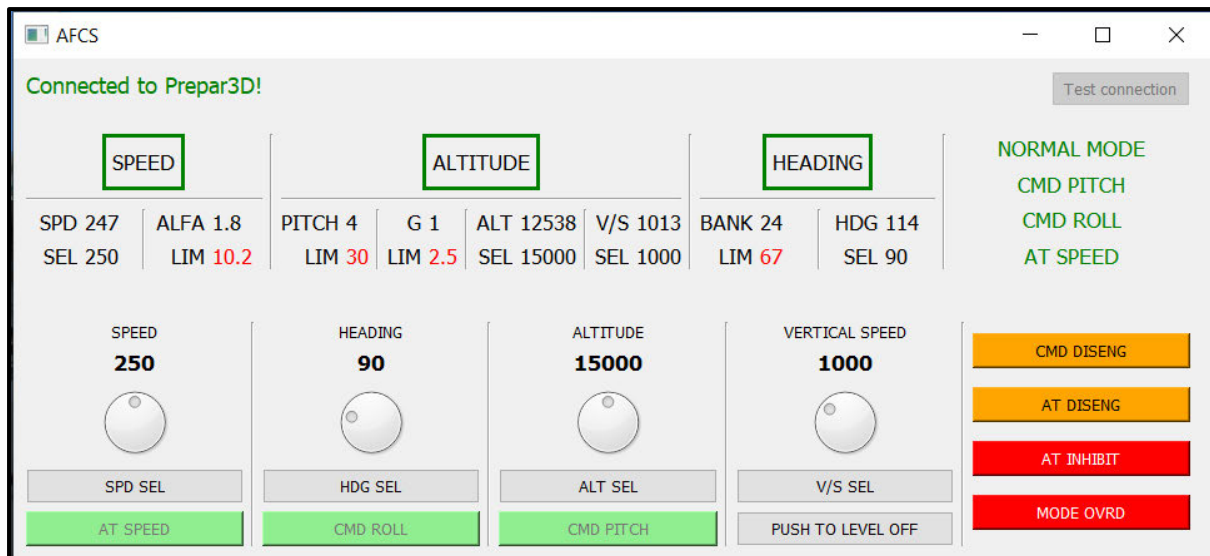 AFCS
Connected to Prepar3D!
Test connection
SPEED
ALTITUDE
HEADING
NORMAL MODE
CMD PITCH
CMD ROLL
AT SPEED
SPD 247
ALFA 1.8
PITCH 4
G 1
ALT 12538
V/S 1013
BANK 24
HDG 114
SEL 250
LIM 10.2
LIM 30
LIM 2.5
SEL 15000
SEL 1000
LIM 67
SEL 90
SPEED
HEADING
ALTITUDE
VERTICAL SPEED
250
90
15000
1000
SPD SEL
HDG SEL
ALT SEL
V/S SEL
AT SPEED
CMD ROLL
CMD PITCH
PUSH TO LEVEL OFF
CMD DISENG
AT DISENG
AT INHIBIT
MODE OVRD